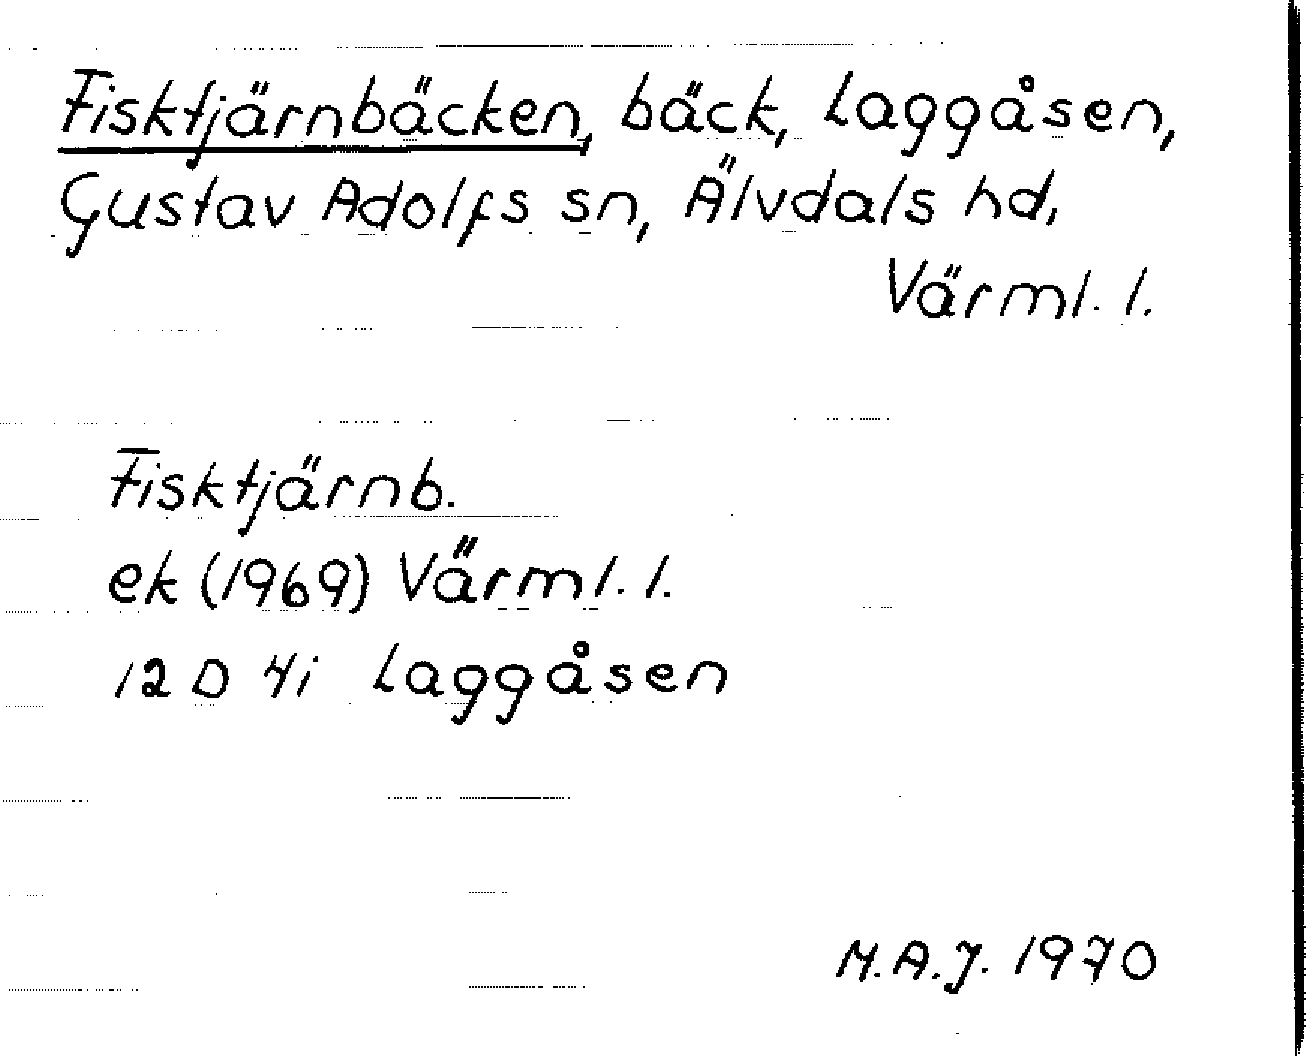 Fisktjärnbäcken, bäck, Laggåsen,
Gustav Adolfs sn, Älvdals hd,
Värml. l.
Fisktjärnb.
ek (1969) Värml. l.
12 D 4i Laggåsen
M.A.J. 1970